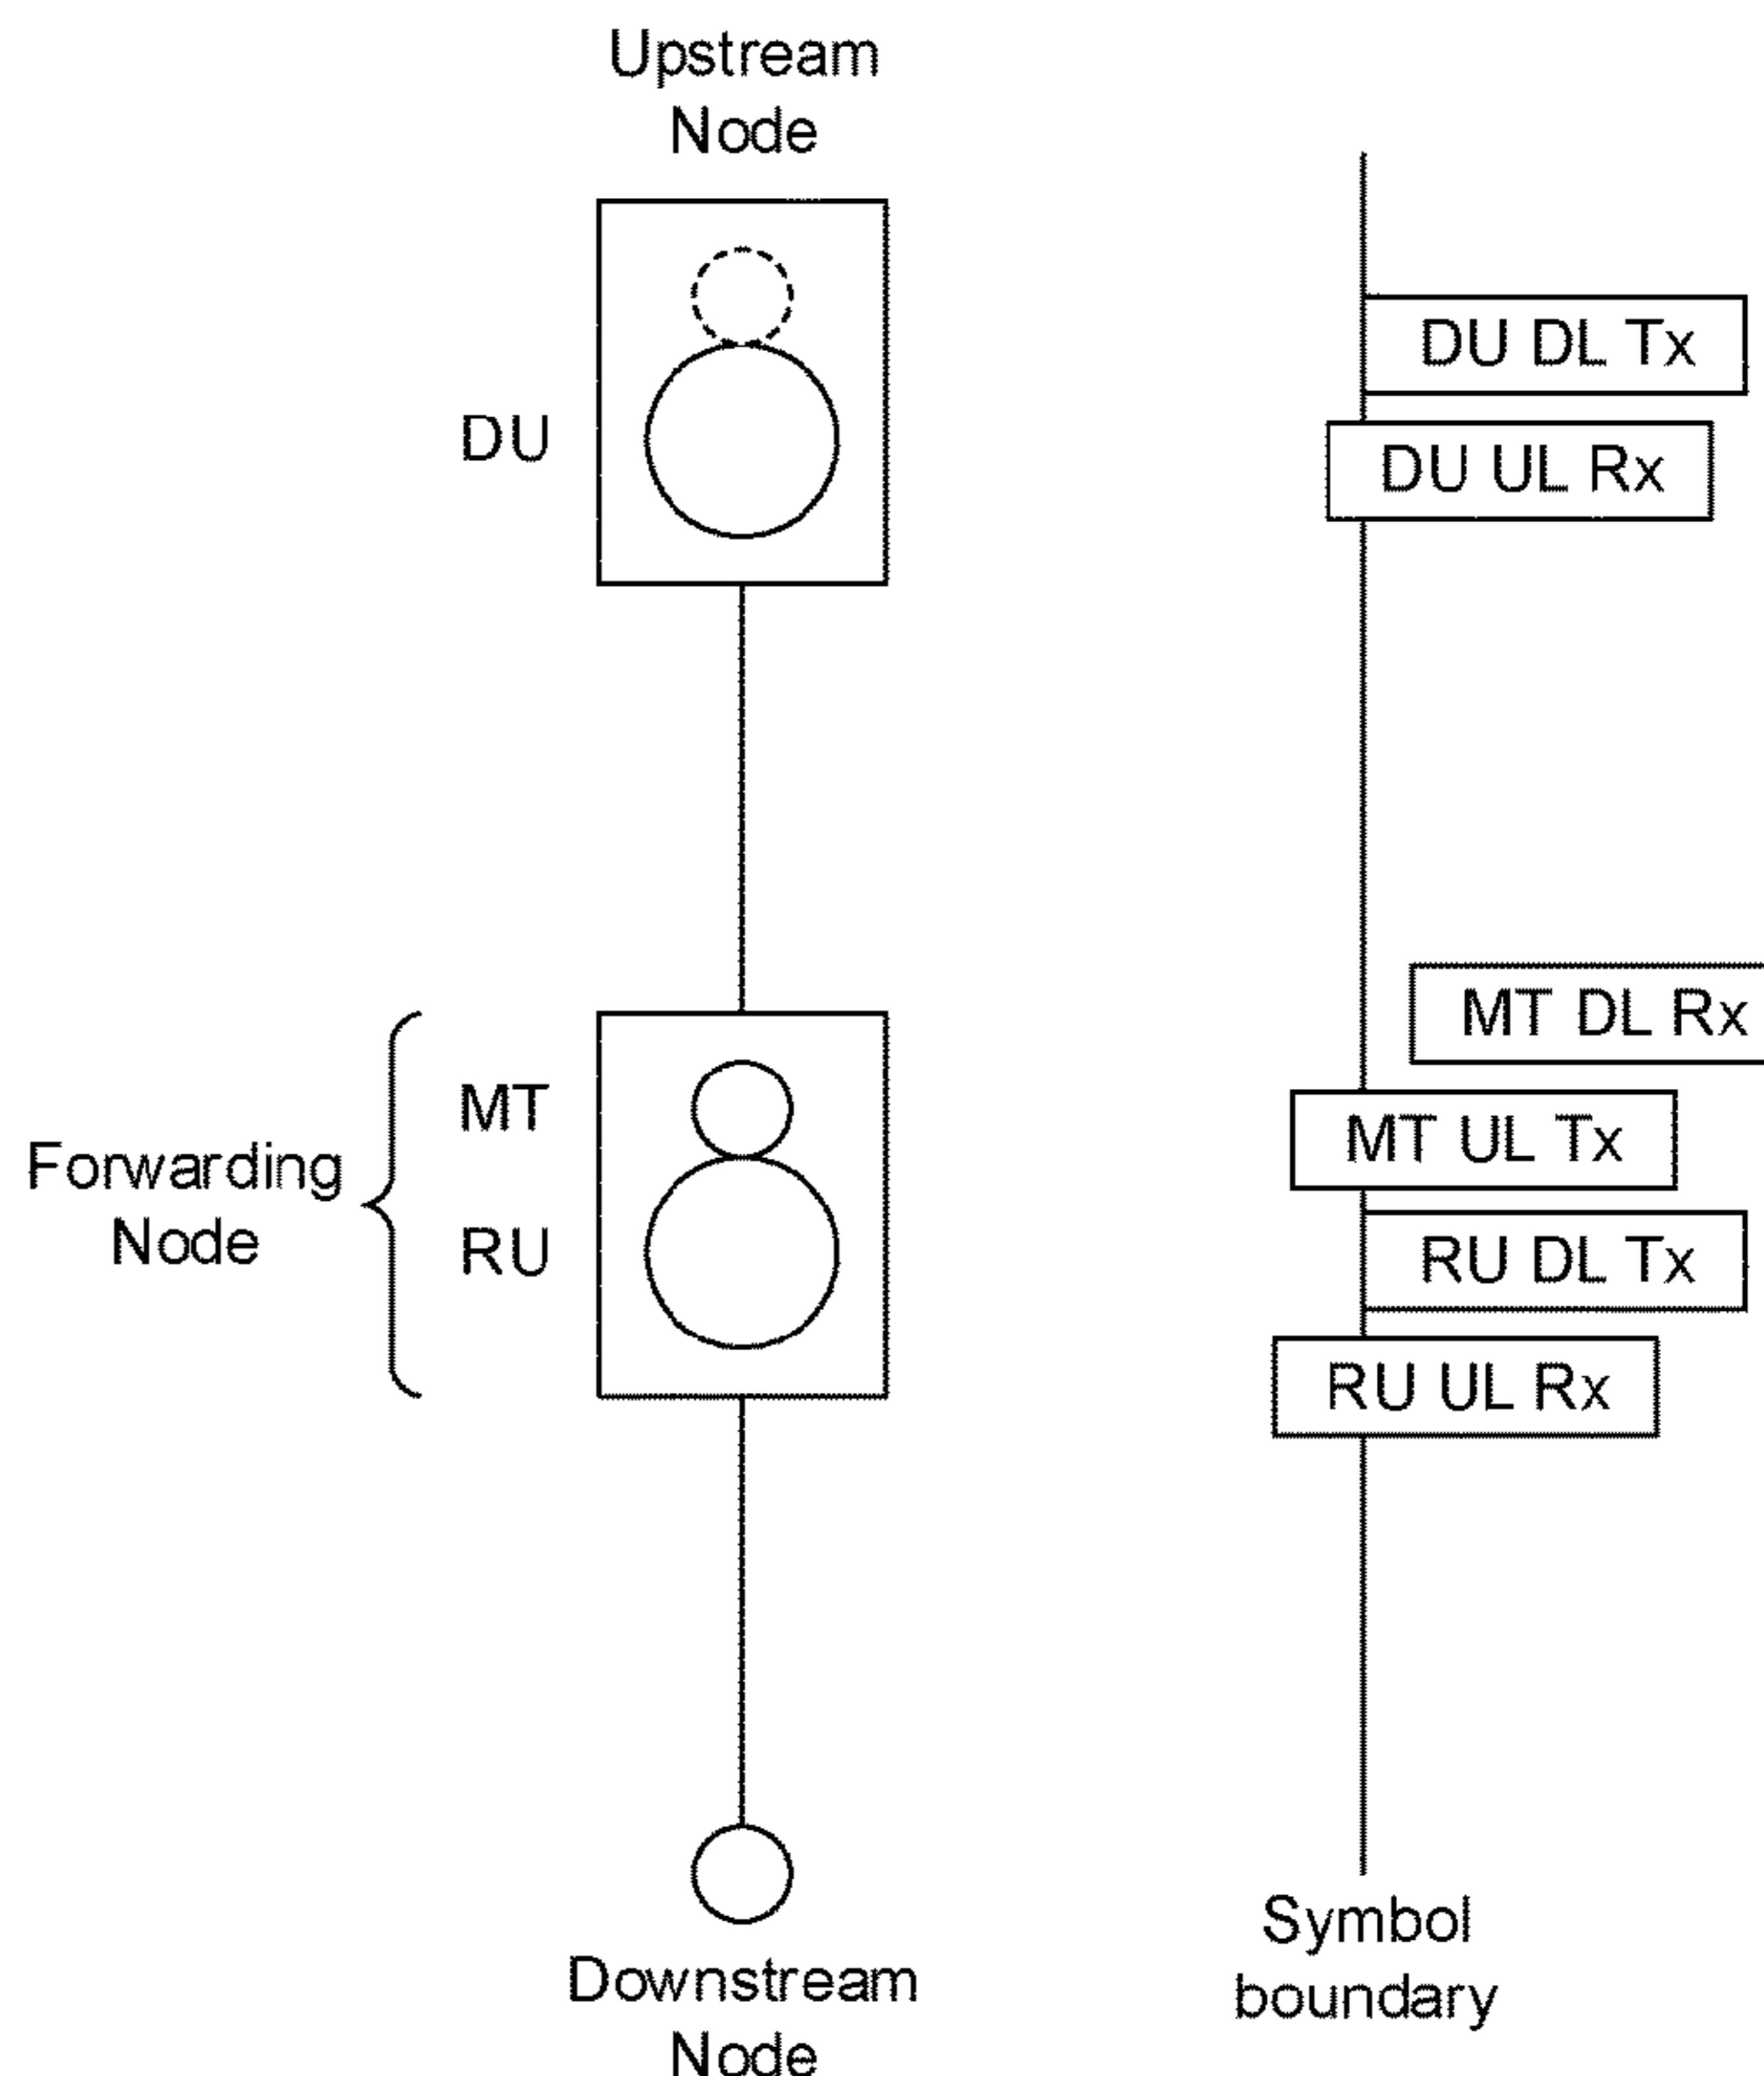 Upstream
Node
DU DL Tx
DU
DU UL Rx
MT DL Rx
MT
MT UL Tx
Forwarding
Node
RU
RU DL Tx
RU UL Rx
Downstream
Node
Symbol
boundary